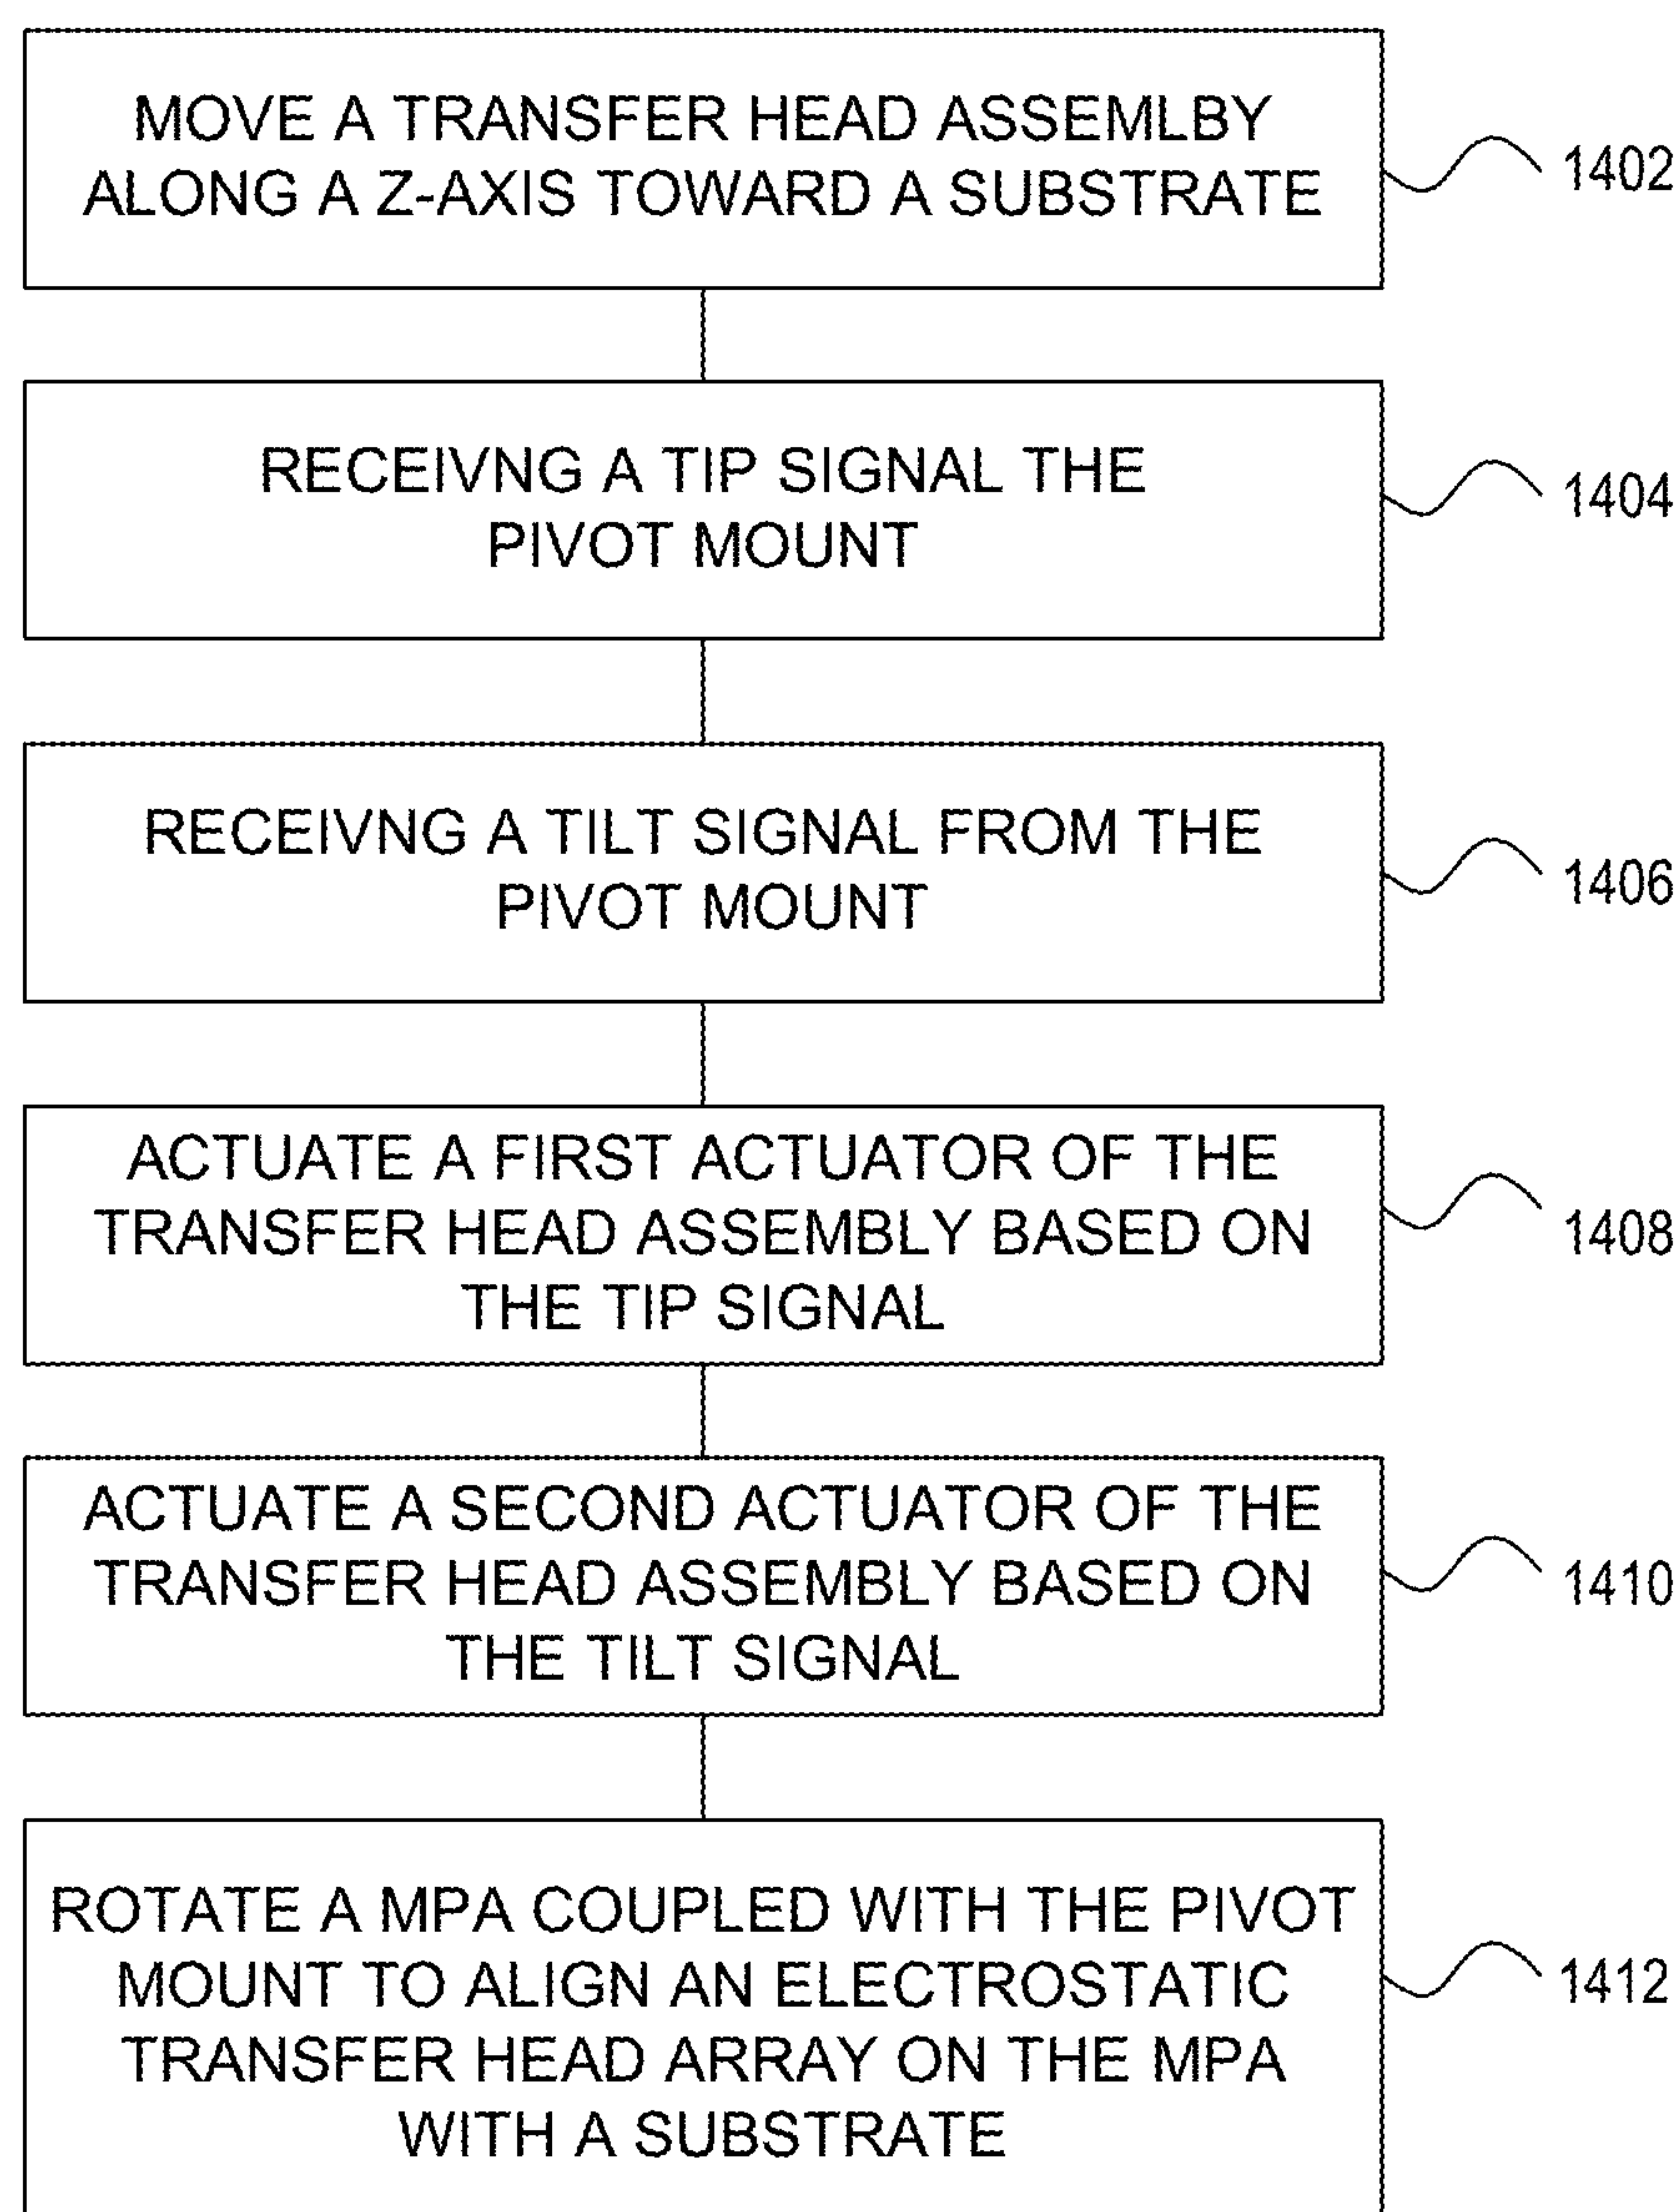 MOVE A TRANSFER HEAD ASSEMLBY
ALONG A Z-AXIS TOWARD A SUBSTRATE
1402
RECEIVNG A TIP SIGNAL THE
PIVOT MOUNT
1404
RECEIVNG A TILT SIGNAL FROM THE
PIVOT MOUNT
1406
ACTUATE A FIRST ACTUATOR OF THE
TRANSFER HEAD ASSEMBLY BASED ON
THE TIP SIGNAL
1408
ACTUATE A SECOND ACTUATOR OF THE
TRANSFER HEAD ASSEMBLY BASED ON
THE TILT SIGNAL
1410
ROTATE A MPA COUPLED WITH THE PIVOT
MOUNT TO ALIGN AN ELECTROSTATIC
TRANSFER HEAD ARRAY ON THE MPA
WITH A SUBSTRATE
1412